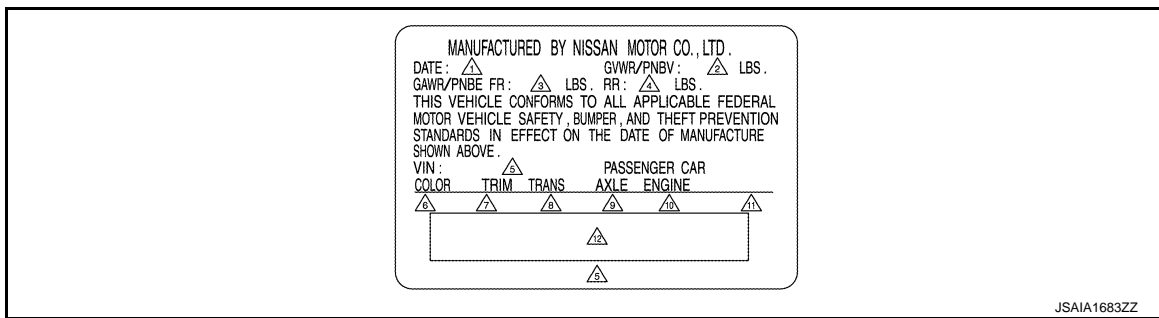 MANUFACTURED BY NISSAN MOTOR CO., LTD.
DATE: 1 GVWR/PNBV: 2 LBS.
GAWR/PNBE FR: 3 LBS. RR: 4 LBS.
THIS VEHICLE CONFORMS TO ALL APPLICABLE FEDERAL
MOTOR VEHICLE SAFETY, BUMPER, AND THEFT PREVENTION
STANDARDS IN EFFECT ON THE DATE OF MANUFACTURE
SHOWN ABOVE.
VIN: 5 PASSENGER CAR
COLOR TRIM TRANS AXLE ENGINE
6 7 8 9 10 11
12
5
JSAIA1683ZZ